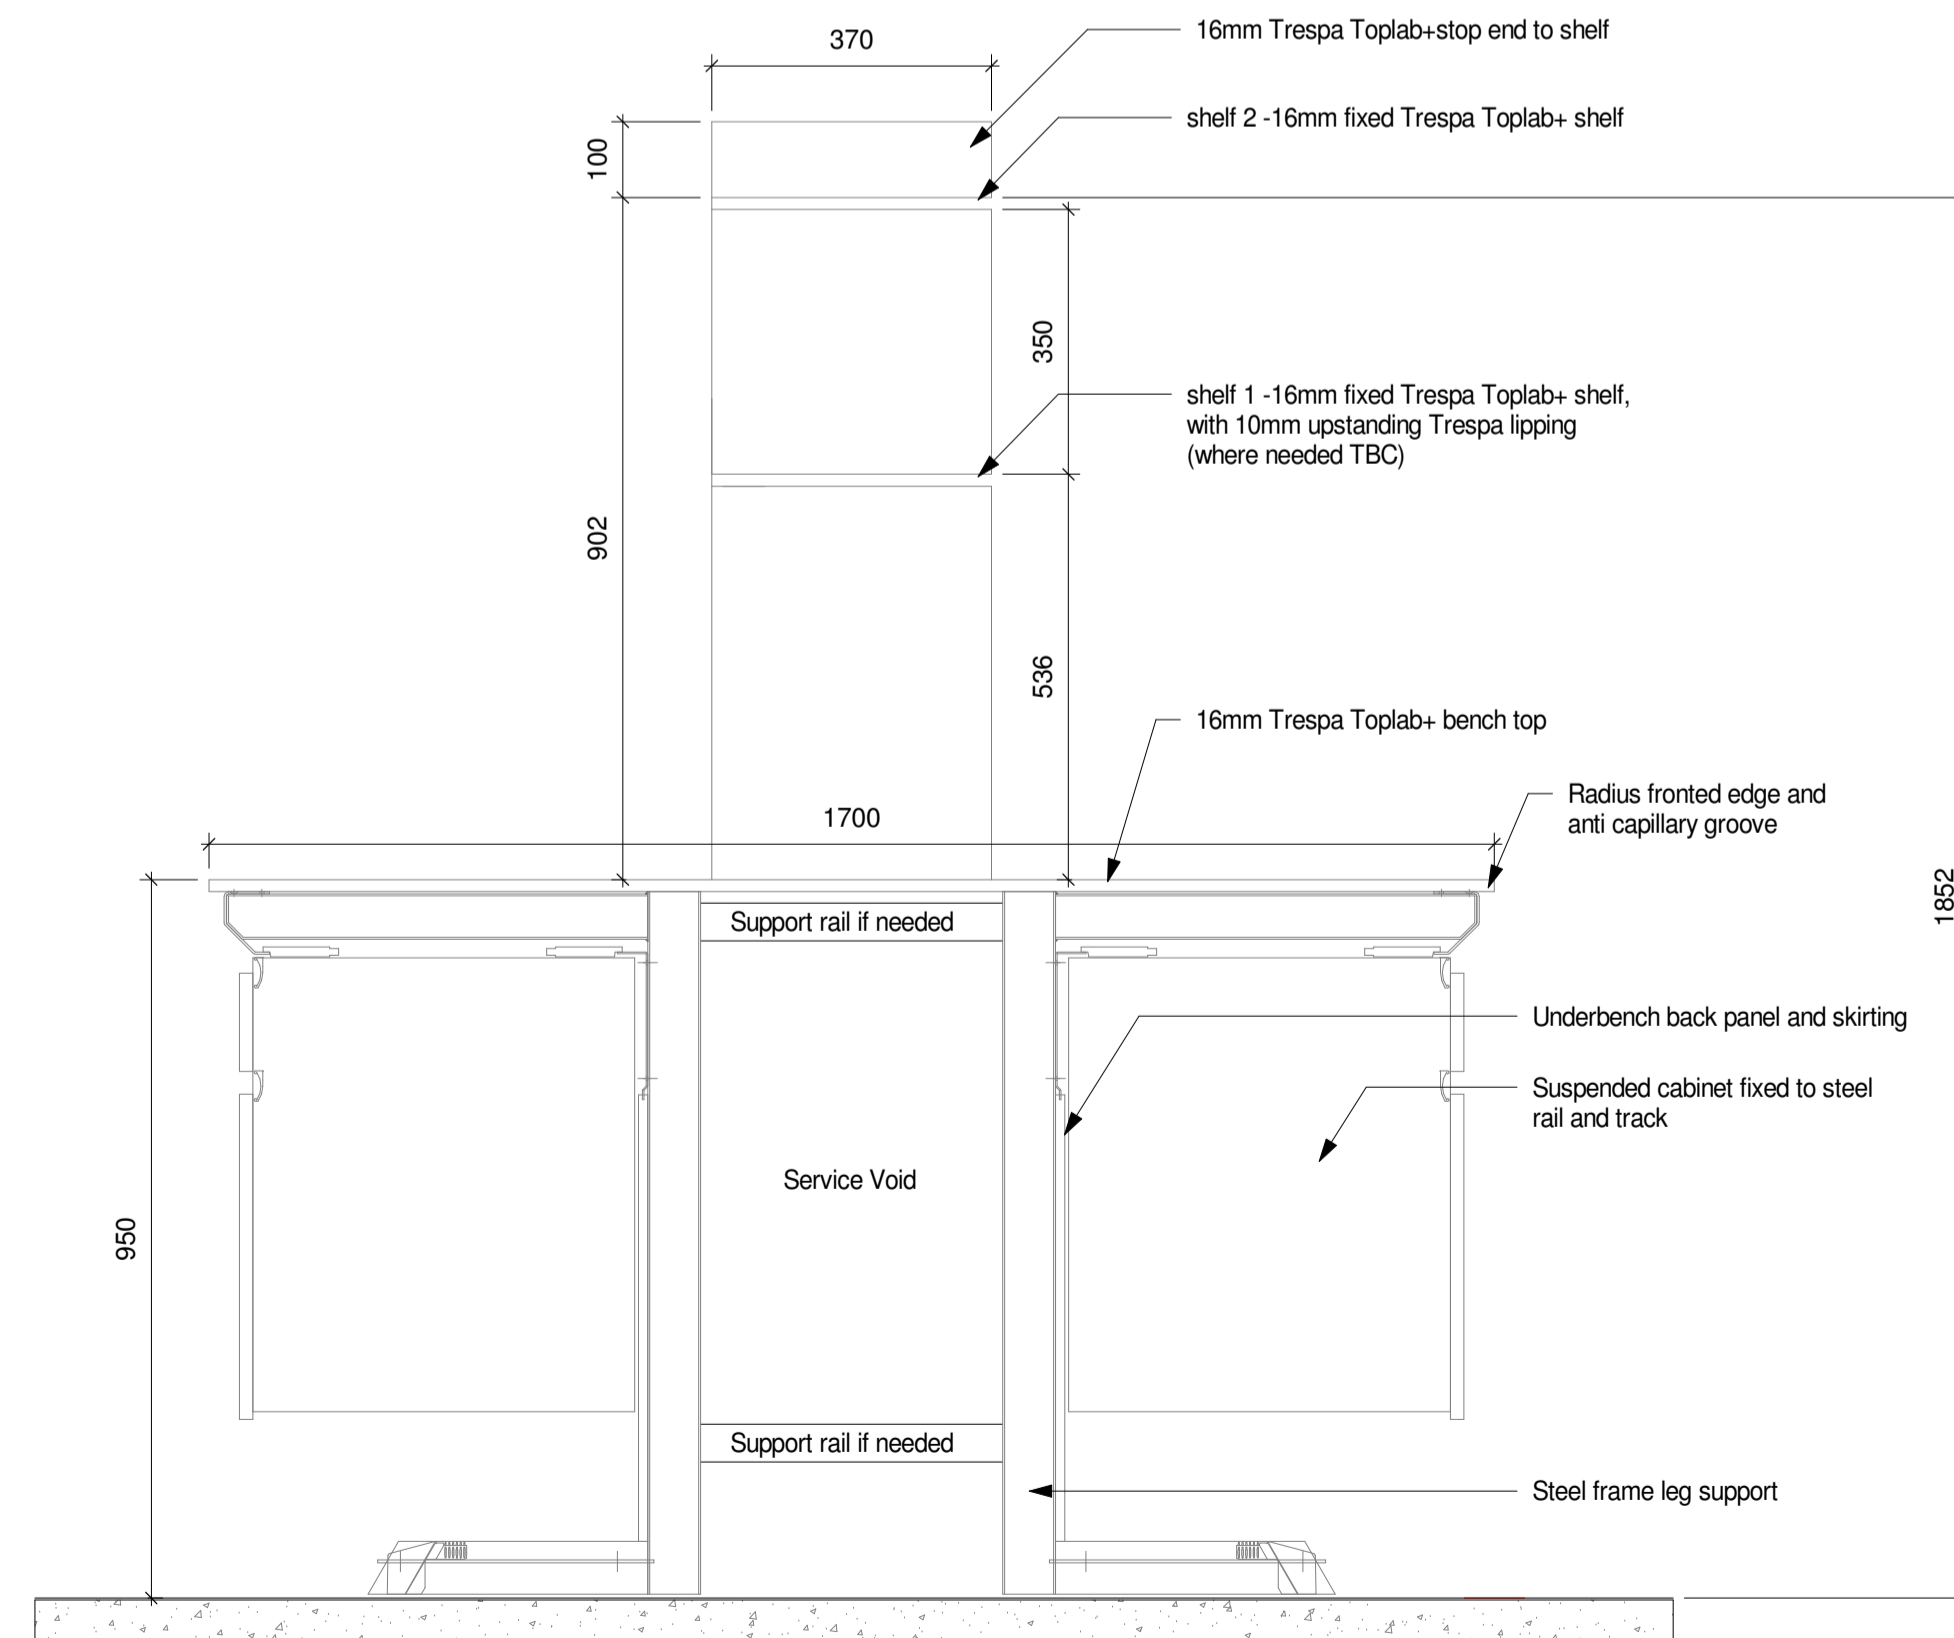 370
16mm Trespa Toplab+stop end to shelf
shelf 2 -16mm fixed Trespa Toplab+ shelf
100
350
shelf 1 -16mm fixed Trespa Toplab+ shelf,
with 10mm upstanding Trespa lipping
(where needed TBC)
902
536
16mm Trespa Toplab+ bench top
1700
Radius fronted edge and
anti capillary groove
1852
Support rail if needed
Underbench back panel and skirting
Suspended cabinet fixed to steel
rail and track
Service Void
950
Support rail if needed
Steel frame leg support